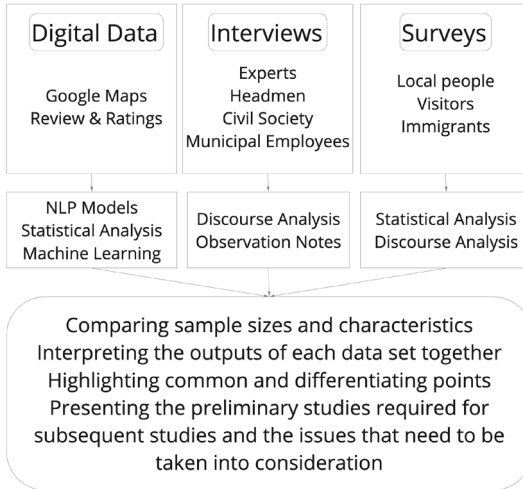 Digital Data
Google Maps
Review & Ratings
Interviews
Experts
Headmen
Civil Society
Municipal Employees
Surveys
Local people
Visitors
Immigrants
NLP Models
Statistical Analysis
Machine Learning
Discourse Analysis
Observation Notes
Statistical Analysis
Discourse Analysis
Comparing sample sizes and characteristics
Interpreting the outputs of each data set together
Highlighting common and differentiating points
Presenting the preliminary studies required for
subsequent studies and the issues that need to be
taken into consideration